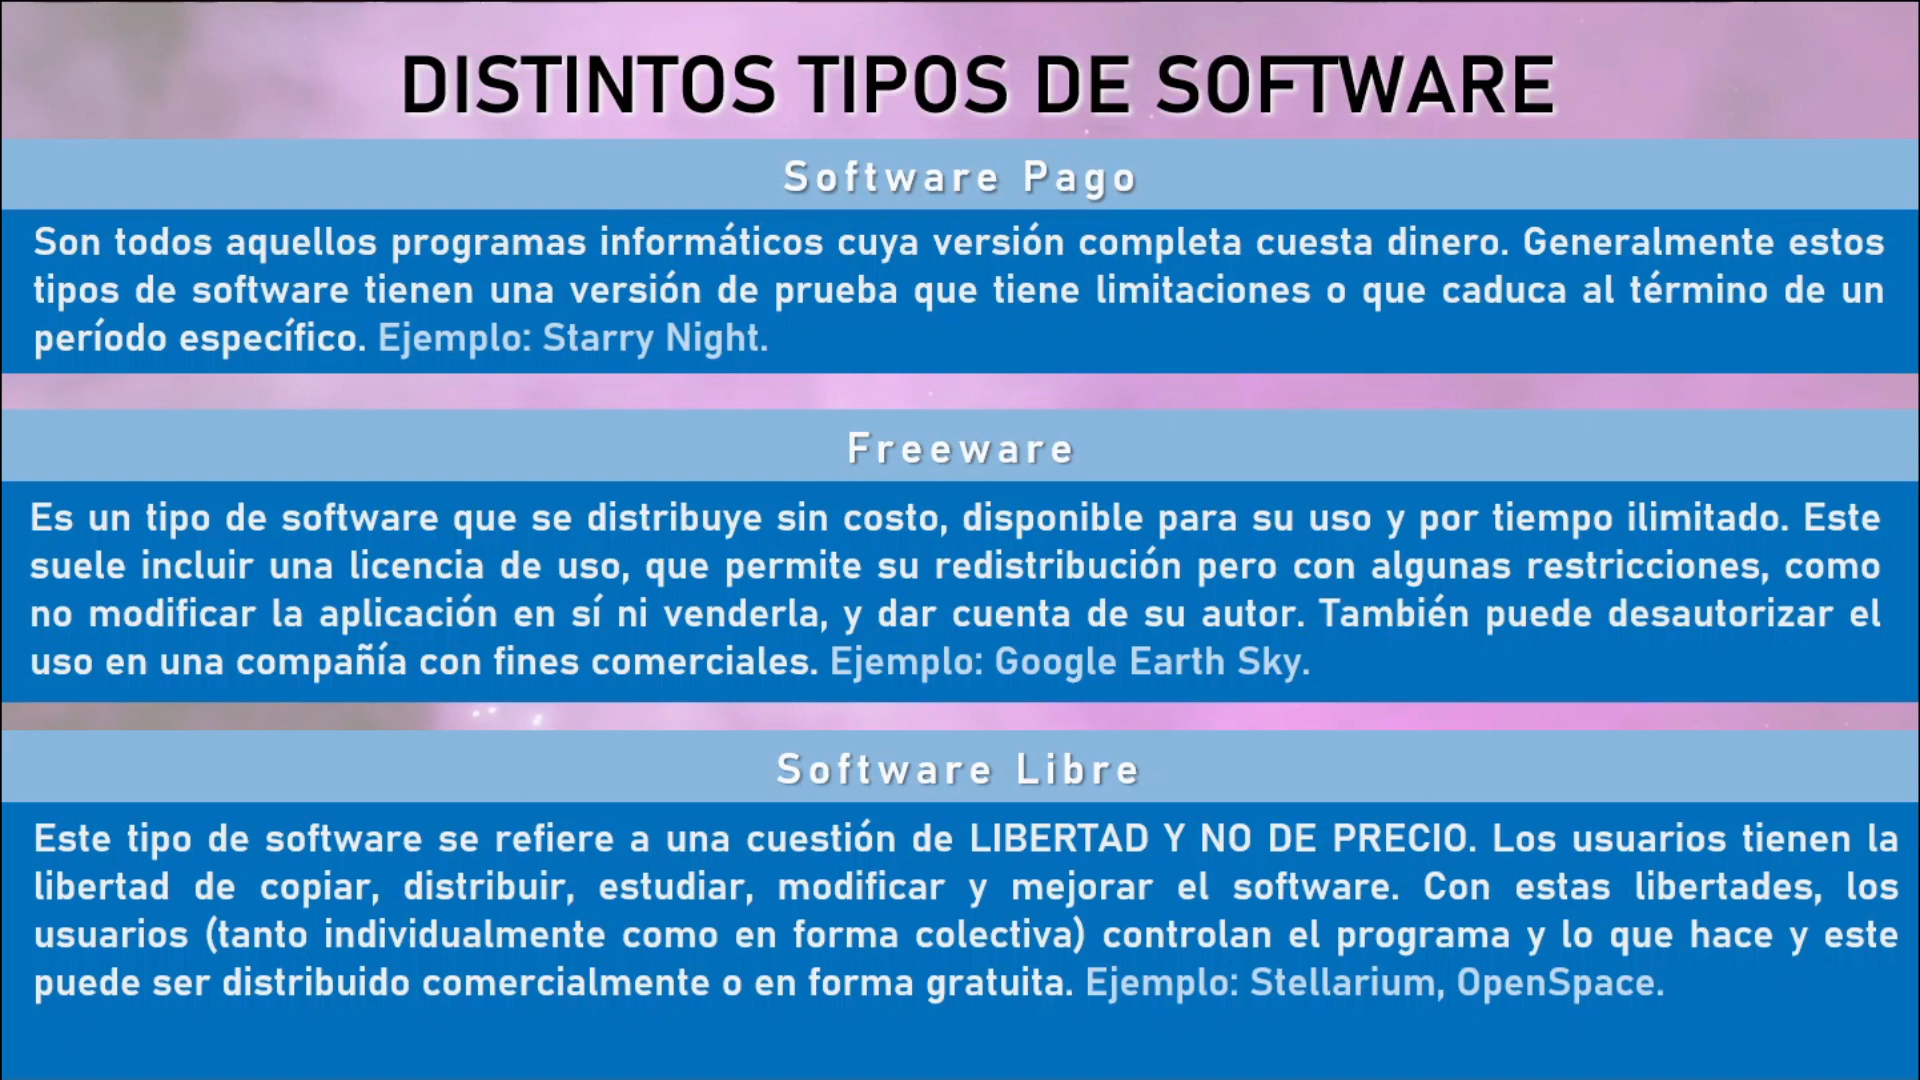 DISTINTOS TIPOS DE SOFTWARE
Software Pago
Son todos aquellos programas informáticos cuya versión completa cuesta dinero. Generalmente estos
tipos de software tienen una versión de prueba que tiene limitaciones o que caduca al término de un
período específico. Ejemplo: Starry Night.
Freeware
Es un tipo de software que se distribuye sin costo, disponible para su uso y por tiempo ilimitado. Este
suele incluir una licencia de uso, que permite su redistribución pero con algunas restricciones, como
no modificar la aplicación en sí ni venderla, y dar cuenta de su autor. También puede desautorizar el
uso en una compañía con fines comerciales. Ejemplo: Google Earth Sky.
Software Libre
Este tipo de software se refiere a una cuestión de LIBERTAD Y NO DE PRECIO. Los usuarios tienen la
libertad de copiar, distribuir, estudiar, modificar y mejorar el software. Con estas libertades, los
usuarios (tanto individualmente como en forma colectiva) controlan el programa y lo que hace y este
puede ser distribuido comercialmente o en forma gratuita. Ejemplo: Stellarium, OpenSpace.